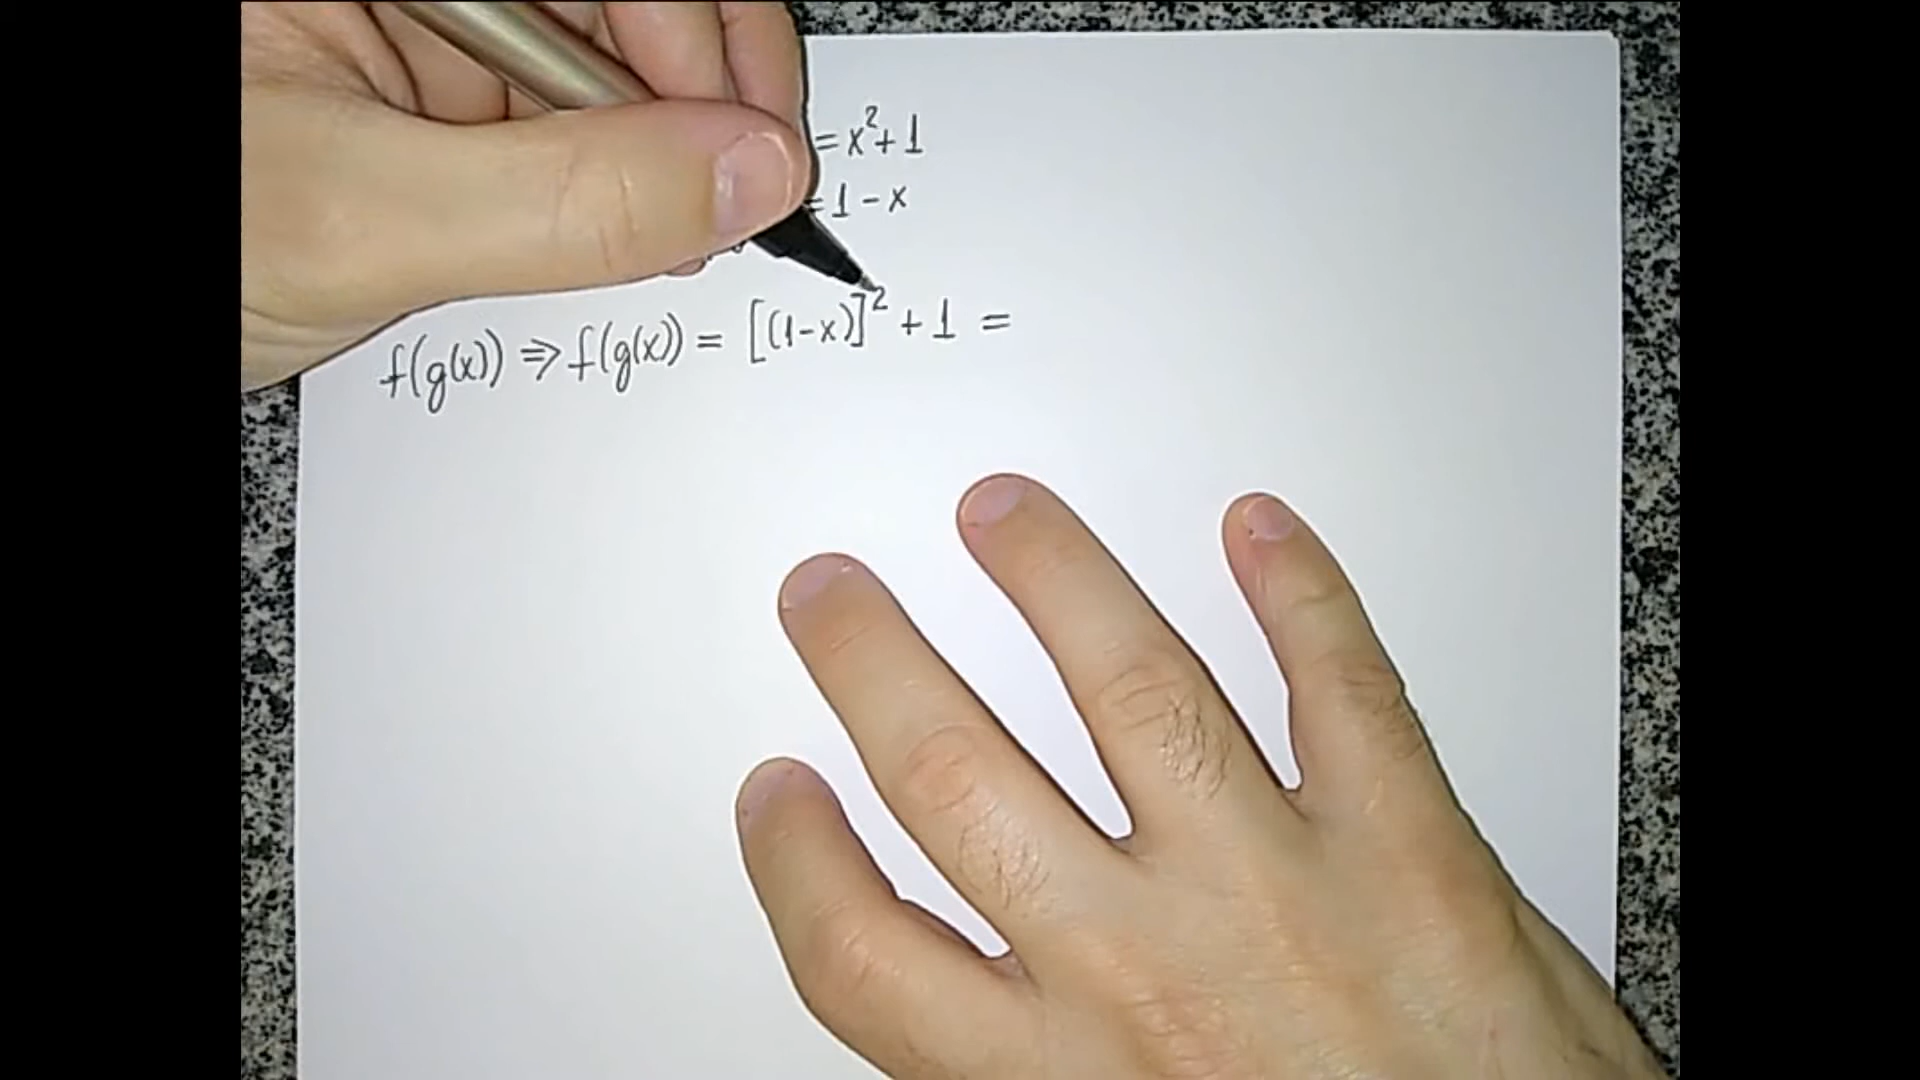 = x² + 1
= 1 - x
f(g(x)) ⇒ f(g(x)) = [(1-x)]² + 1 =